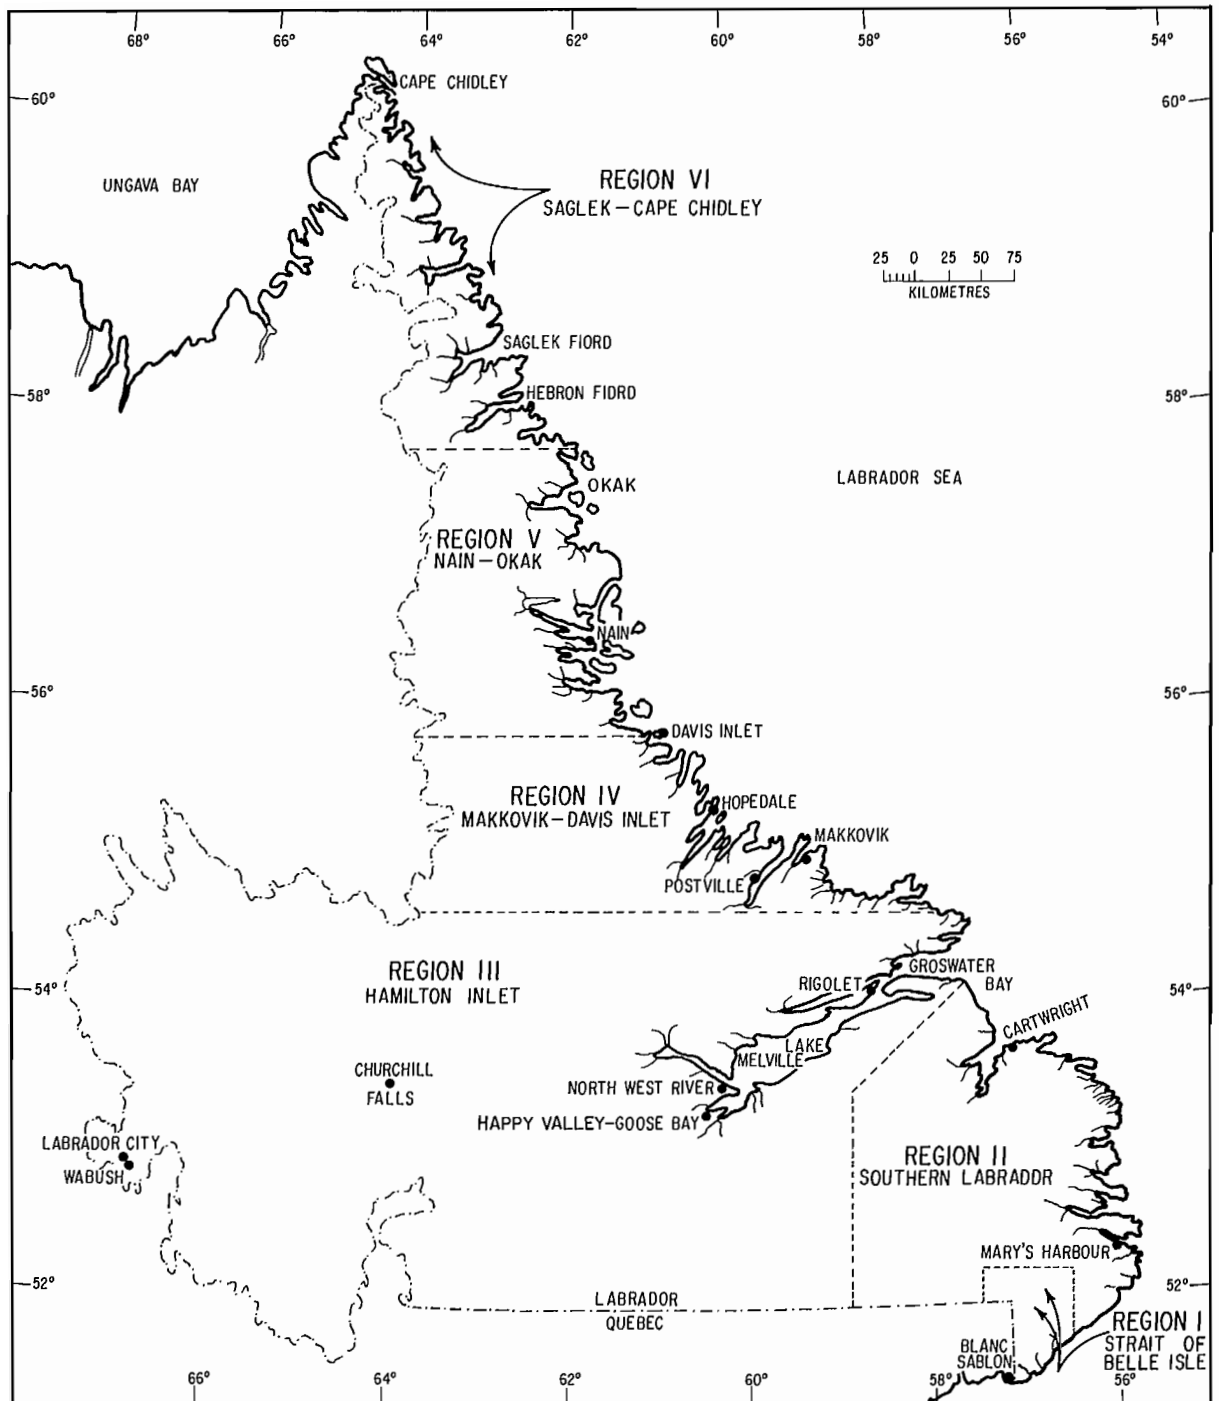 68° 66° 64° 62° 60° 58° 56° 54°
CAPE CHIDLEY
60° 60°
UNGAVA BAY
REGION VI
SAGLEK–CAPE CHIDLEY
25 0 25 50 75
KILOMETRES
SAGLEK FIORD
HEBRON FIDRD
58° 58°
LABRADOR SEA
OKAK
REGION V
NAIN–OKAK
NAIN
56° 56°
DAVIS INLET
REGION IV
MAKKOVIK–DAVIS INLET
HOPEDALE
MAKKOVIK
POSTVILLE
REGION III
HAMILTON INLET
GROSWATER
BAY
RIGOLET
54° 54°
CARTWRIGHT
LAKE
MELVILLE
CHURCHILL
FALLS
NORTH WEST RIVER
HAPPY VALLEY–GOOSE BAY
LABRADOR CITY
WABUSH
REGION II
SOUTHERN LABRADDR
MARY'S HARBOUR
52° 52°
LABRADOR
QUEBEC
REGION I
STRAIT OF
BELLE ISLE
BLANC
SABLON
66° 64° 62° 60° 58° 56°